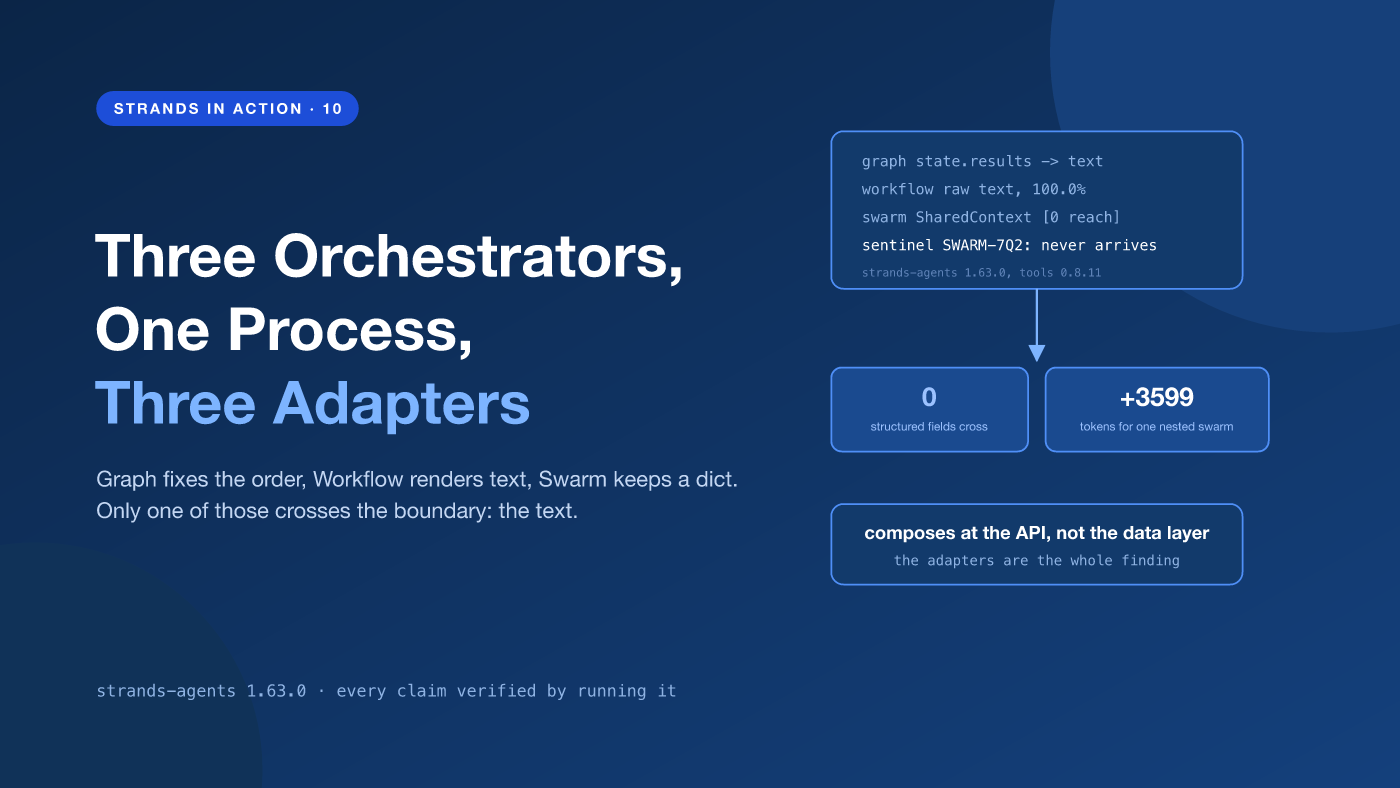 STRANDS IN ACTION · 10
Three Orchestrators,
One Process,
Three Adapters
Graph fixes the order, Workflow renders text, Swarm keeps a dict.
Only one of those crosses the boundary: the text.
strands-agents 1.63.0 · every claim verified by running it
graph state.results —> text
workflow raw text, 100.0%
swarm SharedContext [0 reach]
sentinel SWARM-7Q2: never arrives
strands-agents 1.63.0, tools 0.8.11
0
structured fields cross
+3599
tokens for one nested swarm
composes at the API, not the data layer
the adapters are the whole finding